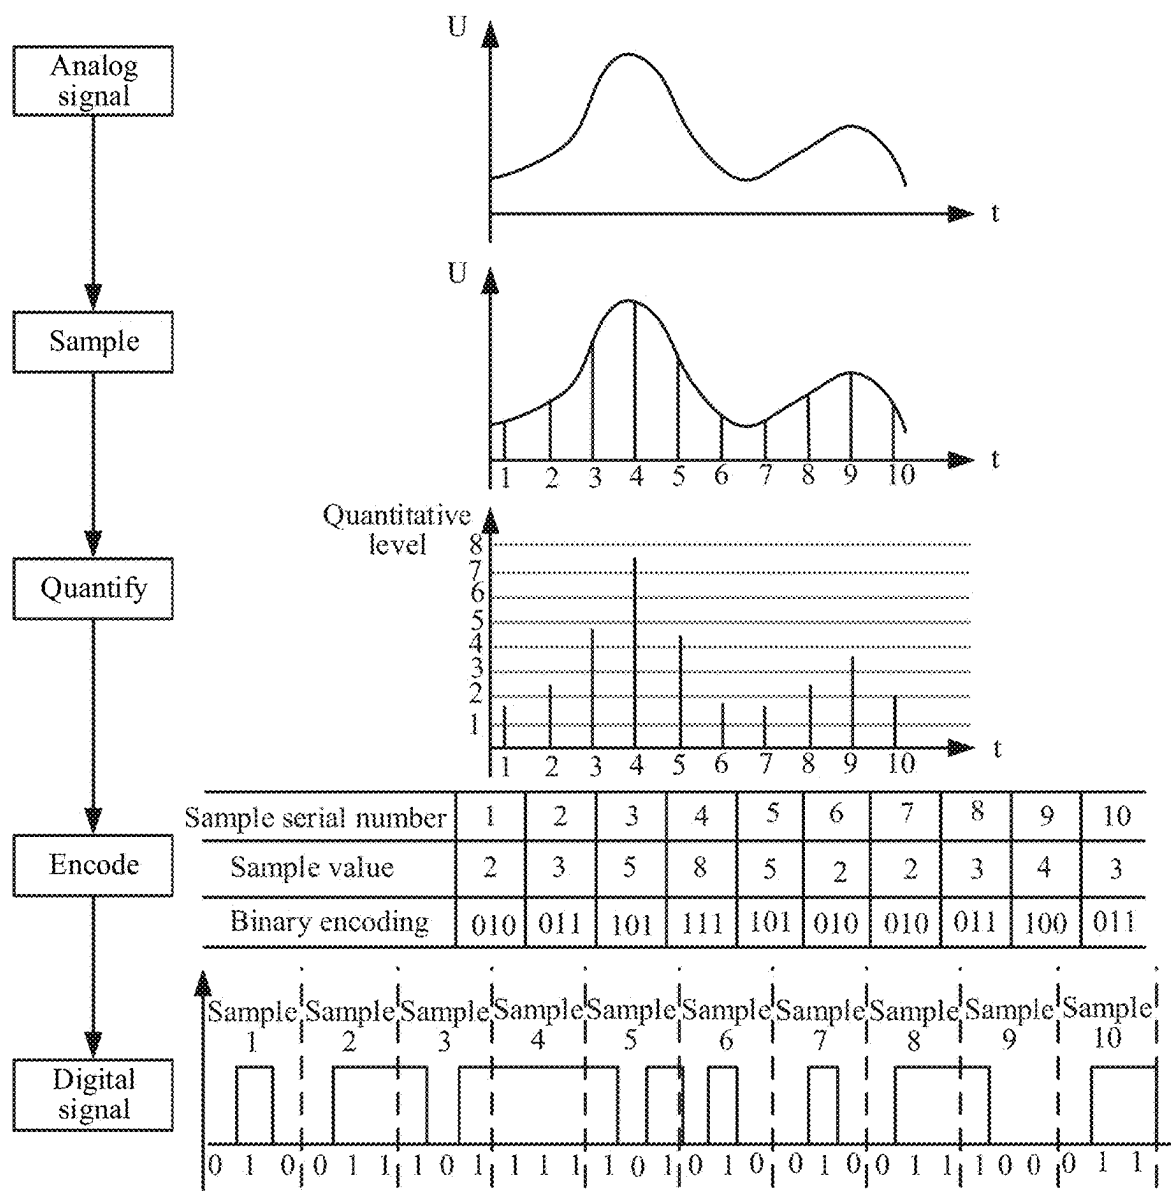 Analog
signal
U
t
Sample
U
1 2 3 4 5 6 7 8 9 10
t
Quantify
Quantitative
level
8
7
6
5
4
3
2
1
1 2 3 4 5 6 7 8 9 10
t
Encode
Sample serial number 1 2 3 4 5 6 7 8 9 10
Sample value 2 3 5 8 5 2 2 3 4 3
Binary encoding 010 011 101 111 101 010 010 011 100 011
Digital
signal
Sample Sample Sample Sample Sample Sample Sample Sample Sample Sample
1 2 3 4 5 6 7 8 9 10
0 1 0 0 1 1 1 0 1 1 1 1 1 0 1 0 1 0 0 1 0 0 1 1 1 0 0 0 1 1